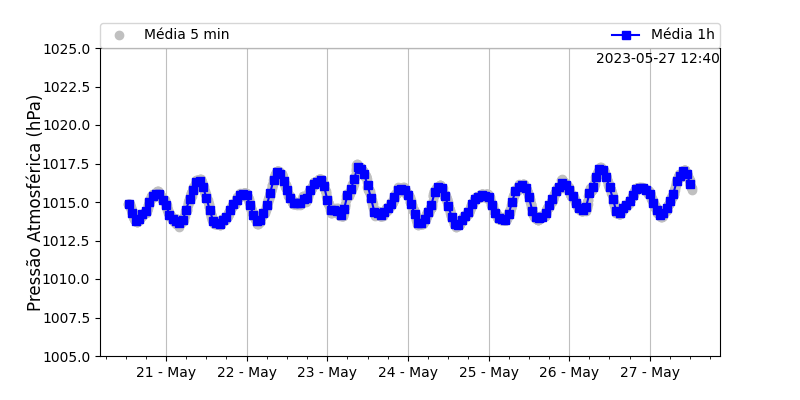 Média 5 min
Média 1h
2023-05-27 12:40
Pressão Atmosférica (hPa)
1025.0
1022.5
1020.0
1017.5
1015.0
1012.5
1010.0
1007.5
1005.0
21 - May 22 - May 23 - May 24 - May 25 - May 26 - May 27 - May